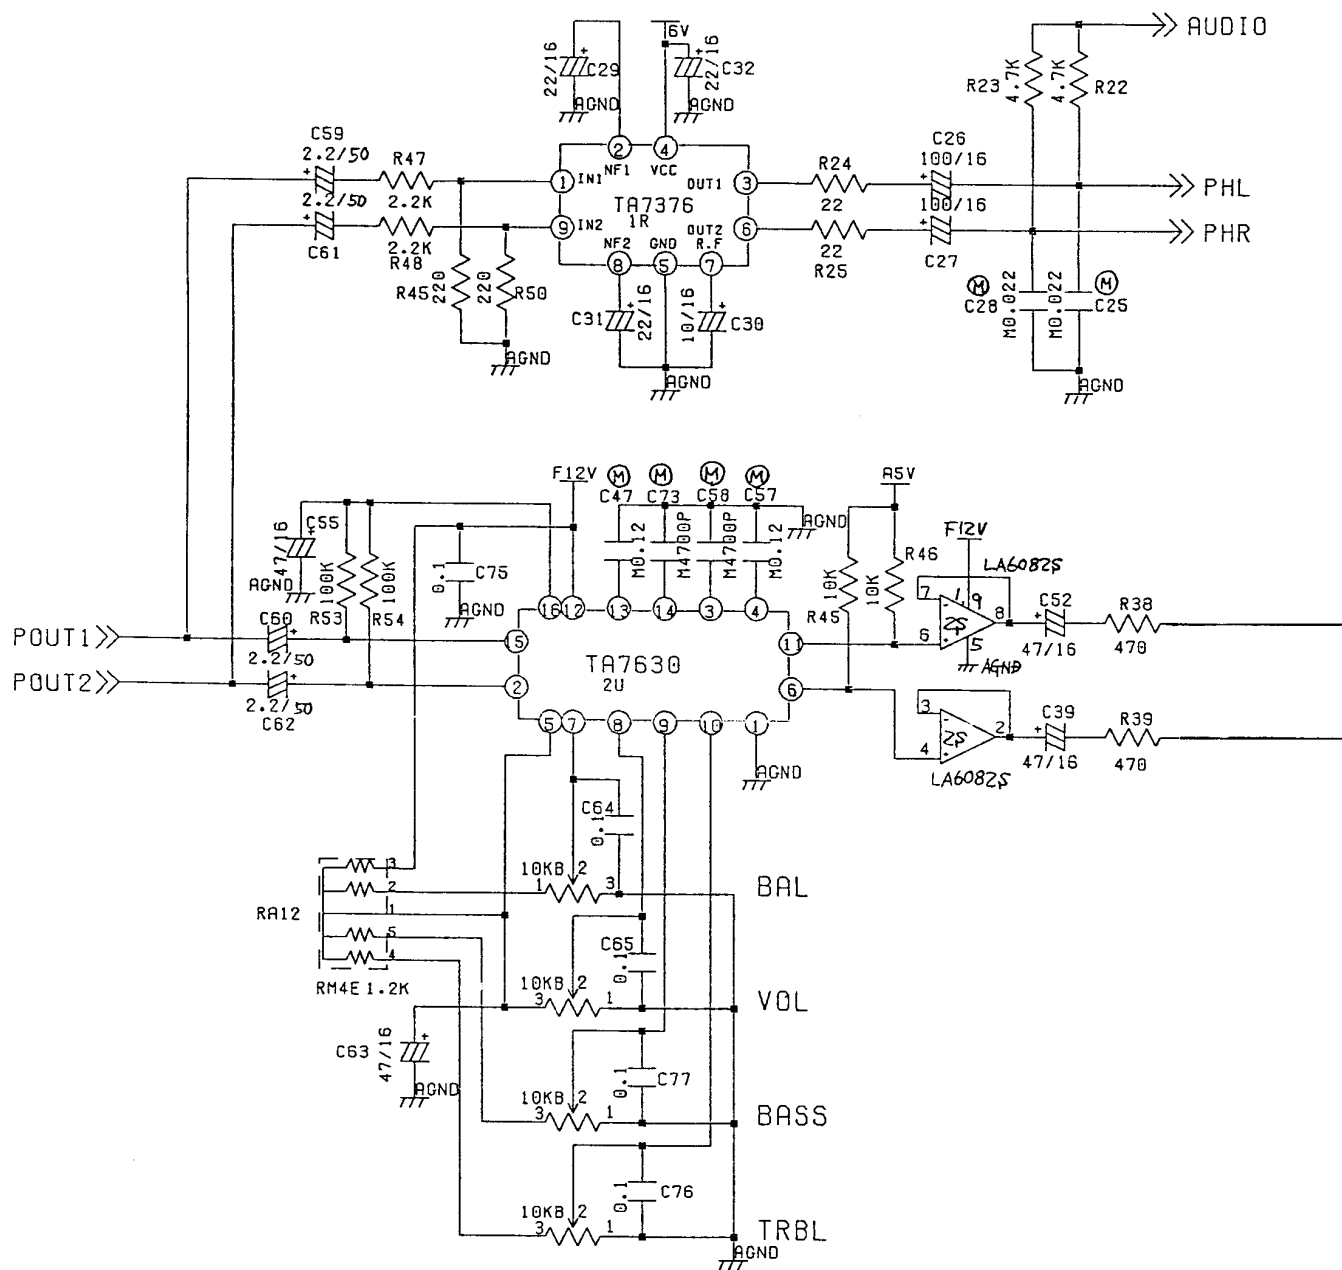 AUDIO
6V
22/16
C29
22/16
C32
AGND
AGND
R23
4.7K
4.7K
R22
C59
2.2/50
R47
2.2K
2.2/50
C61
2.2K
R48
2
NF1
4
VCC
1
IN1
OUT1
3
TA7376
1R
9
IN2
OUT2
6
NF2
GND
R.F
8
5
7
R24
22
22
R25
C26
100/16
100/16
C27
PHL
PHR
R45
220
220
R50
AGND
C31
22/16
10/16
C30
AGND
M
C28
M0.022
M0.022
M
C25
AGND
F12V
M
C47
M
C73
M
C58
M
C57
AGND
A5V
C55
47/16
AGND
100K
R53
100K
R54
0.1
C75
AGND
M0.12
M4700P
M4700P
M0.12
10K
R45
10K
R46
F12V
LA6082S
7
-
1,9
2S
8
6
+
5
AGND
C52
47/16
R38
470
POUT1
C60
2.2/50
POUT2
2.2/50
C62
16
12
13
14
3
4
15
11
TA7630
2U
2
6
5
7
8
9
10
1
AGND
3
-
2S
2
4
+
LA6082S
C39
47/16
R39
470
C64
0.1
RA12
3
2
1
5
4
RM4E 1.2K
10KB
2
1
3
BAL
C65
0.1
10KB
2
3
1
VOL
C63
47/16
AGND
0.1
C77
10KB
2
3
1
BASS
0.1
C76
10KB
2
3
1
TRBL
AGND